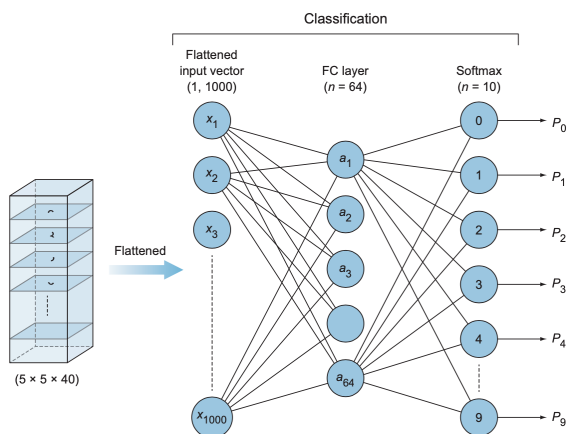 Classification
Flattened
input vector
(1, 1000)
FC layer
(n = 64)
Softmax
(n = 10)
x1
x2
x3
x1000
a1
a2
a3
a64
0
1
2
3
4
9
P0
P1
P2
P3
P4
P9
Flattened
(5 × 5 × 40)